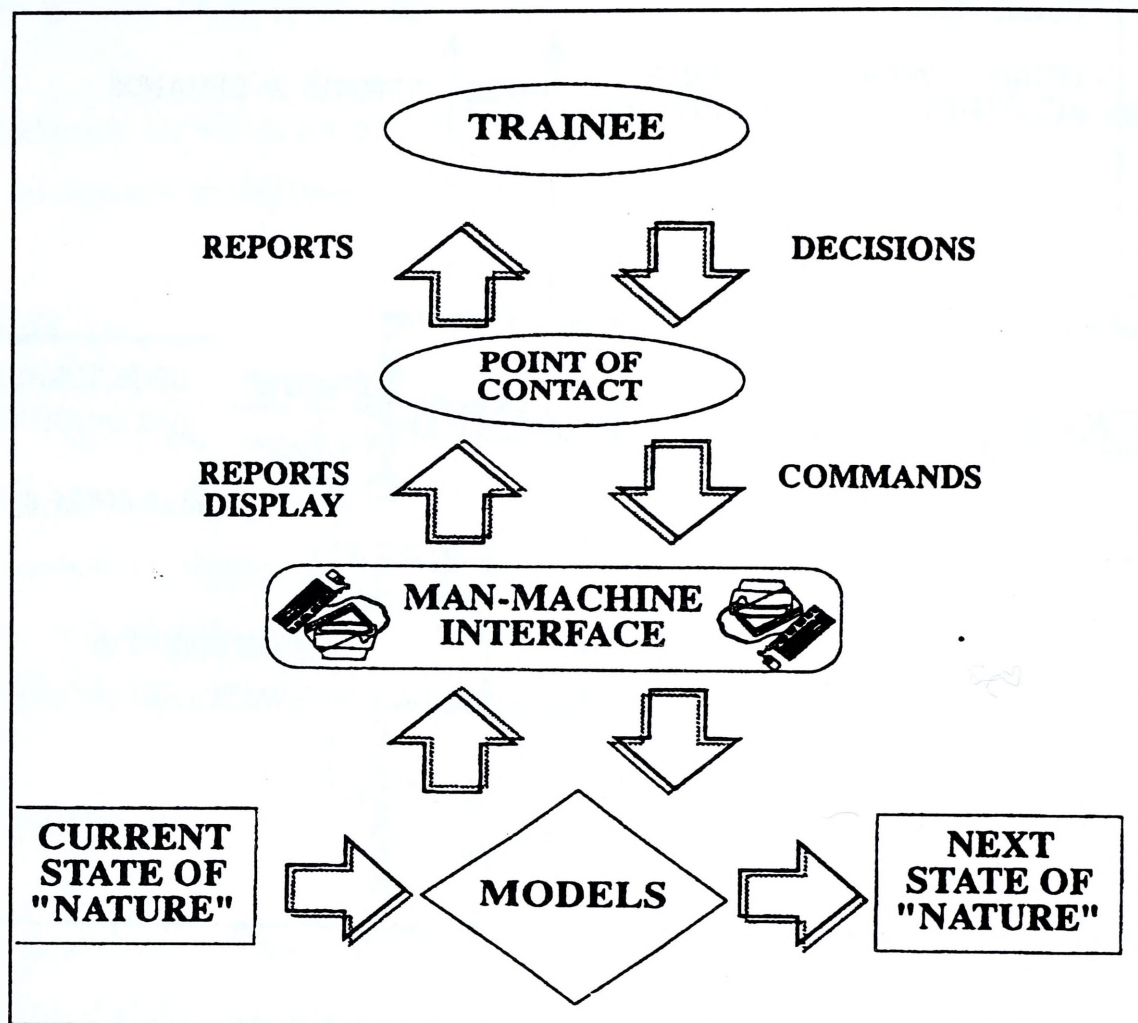 TRAINEE
REPORTS
DECISIONS
POINT OF
CONTACT
REPORTS
DISPLAY
COMMANDS
MAN-MACHINE
INTERFACE
CURRENT
STATE OF
"NATURE"
MODELS
NEXT
STATE OF
"NATURE"